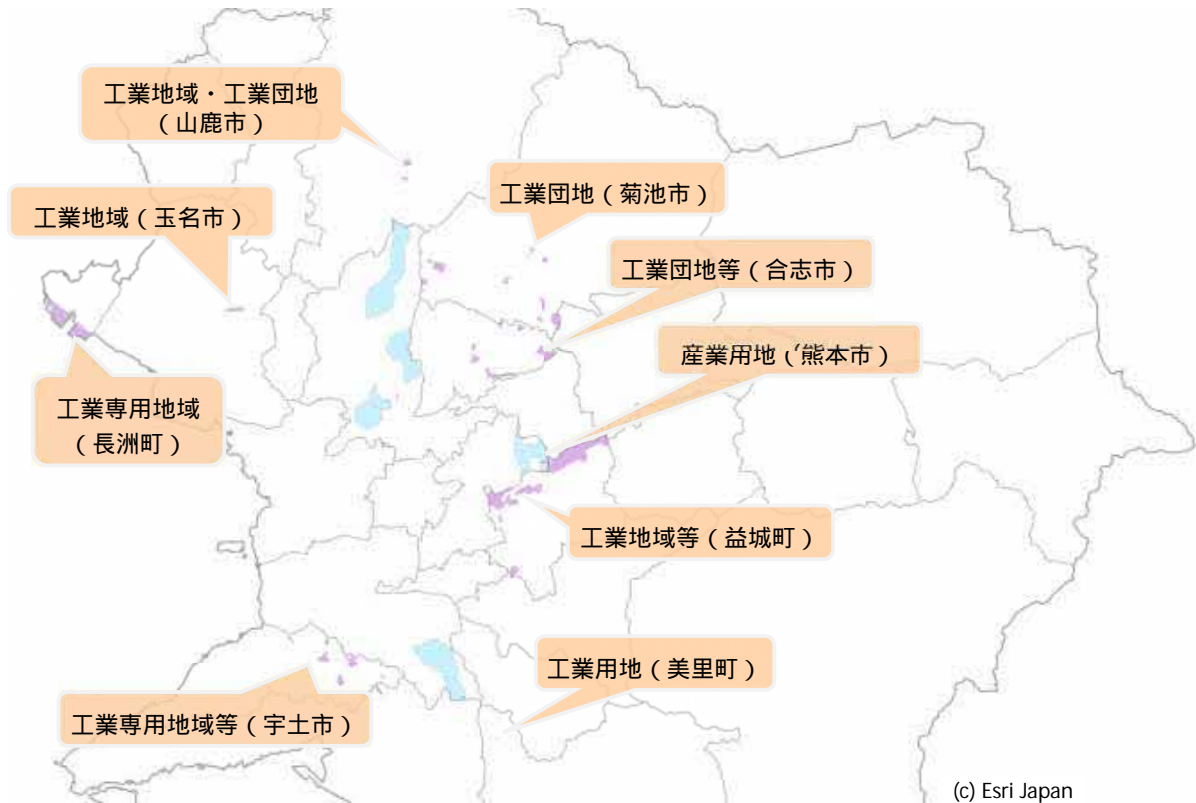 工業地域・工業団地
（山鹿市）
工業団地（菊池市）
工業地域（玉名市）
工業団地等（合志市）
産業用地（熊本市）
工業専用地域
（長洲町）
工業地域等（益城町）
工業用地（美里町）
工業専用地域等（宇土市）
(c) Esri Japan